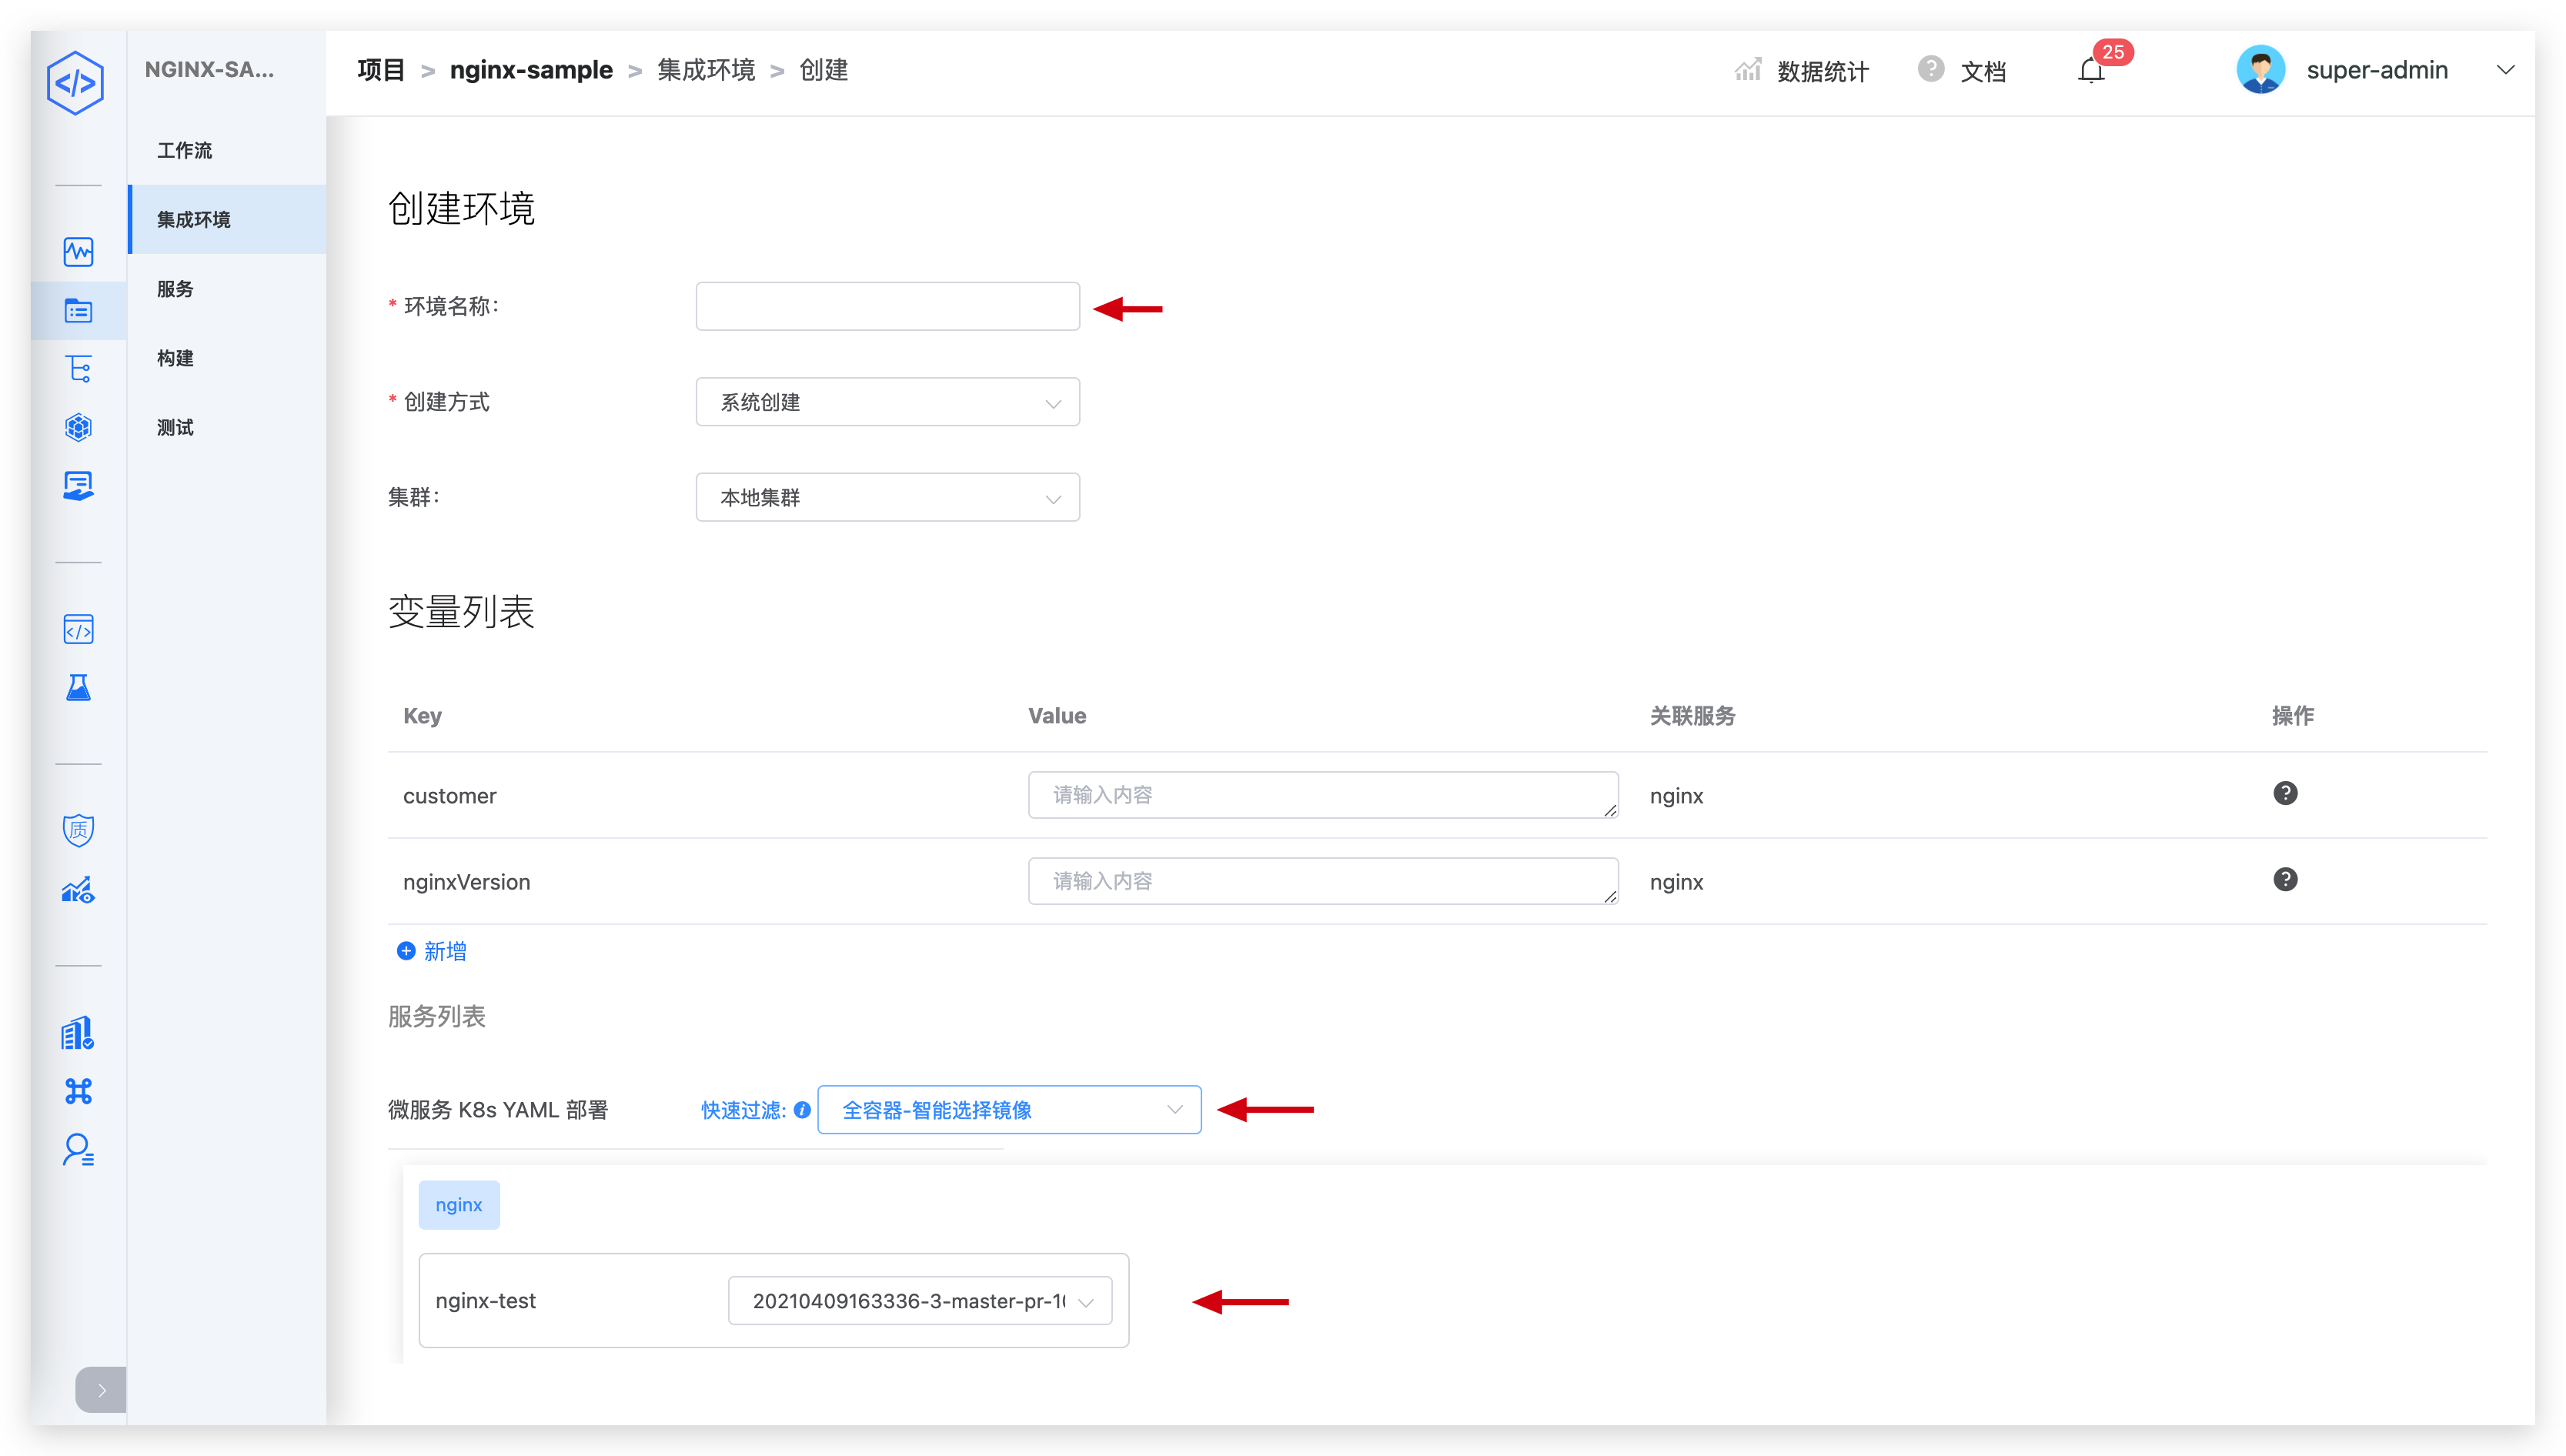 NGINX-SA...
项目 > nginx-sample > 集成环境 > 创建
数据统计
? 文档
25
super-admin
工作流
集成环境
服务
构建
测试
质
创建环境
* 环境名称:
* 创建方式 系统创建
集群: 本地集群
变量列表
Key Value 关联服务 操作
customer 请输入内容 nginx ?
nginxVersion 请输入内容 nginx ?
+ 新增
服务列表
微服务 K8s YAML 部署 快速过滤: i 全容器-智能选择镜像
nginx
nginx-test 20210409163336-3-master-pr-1